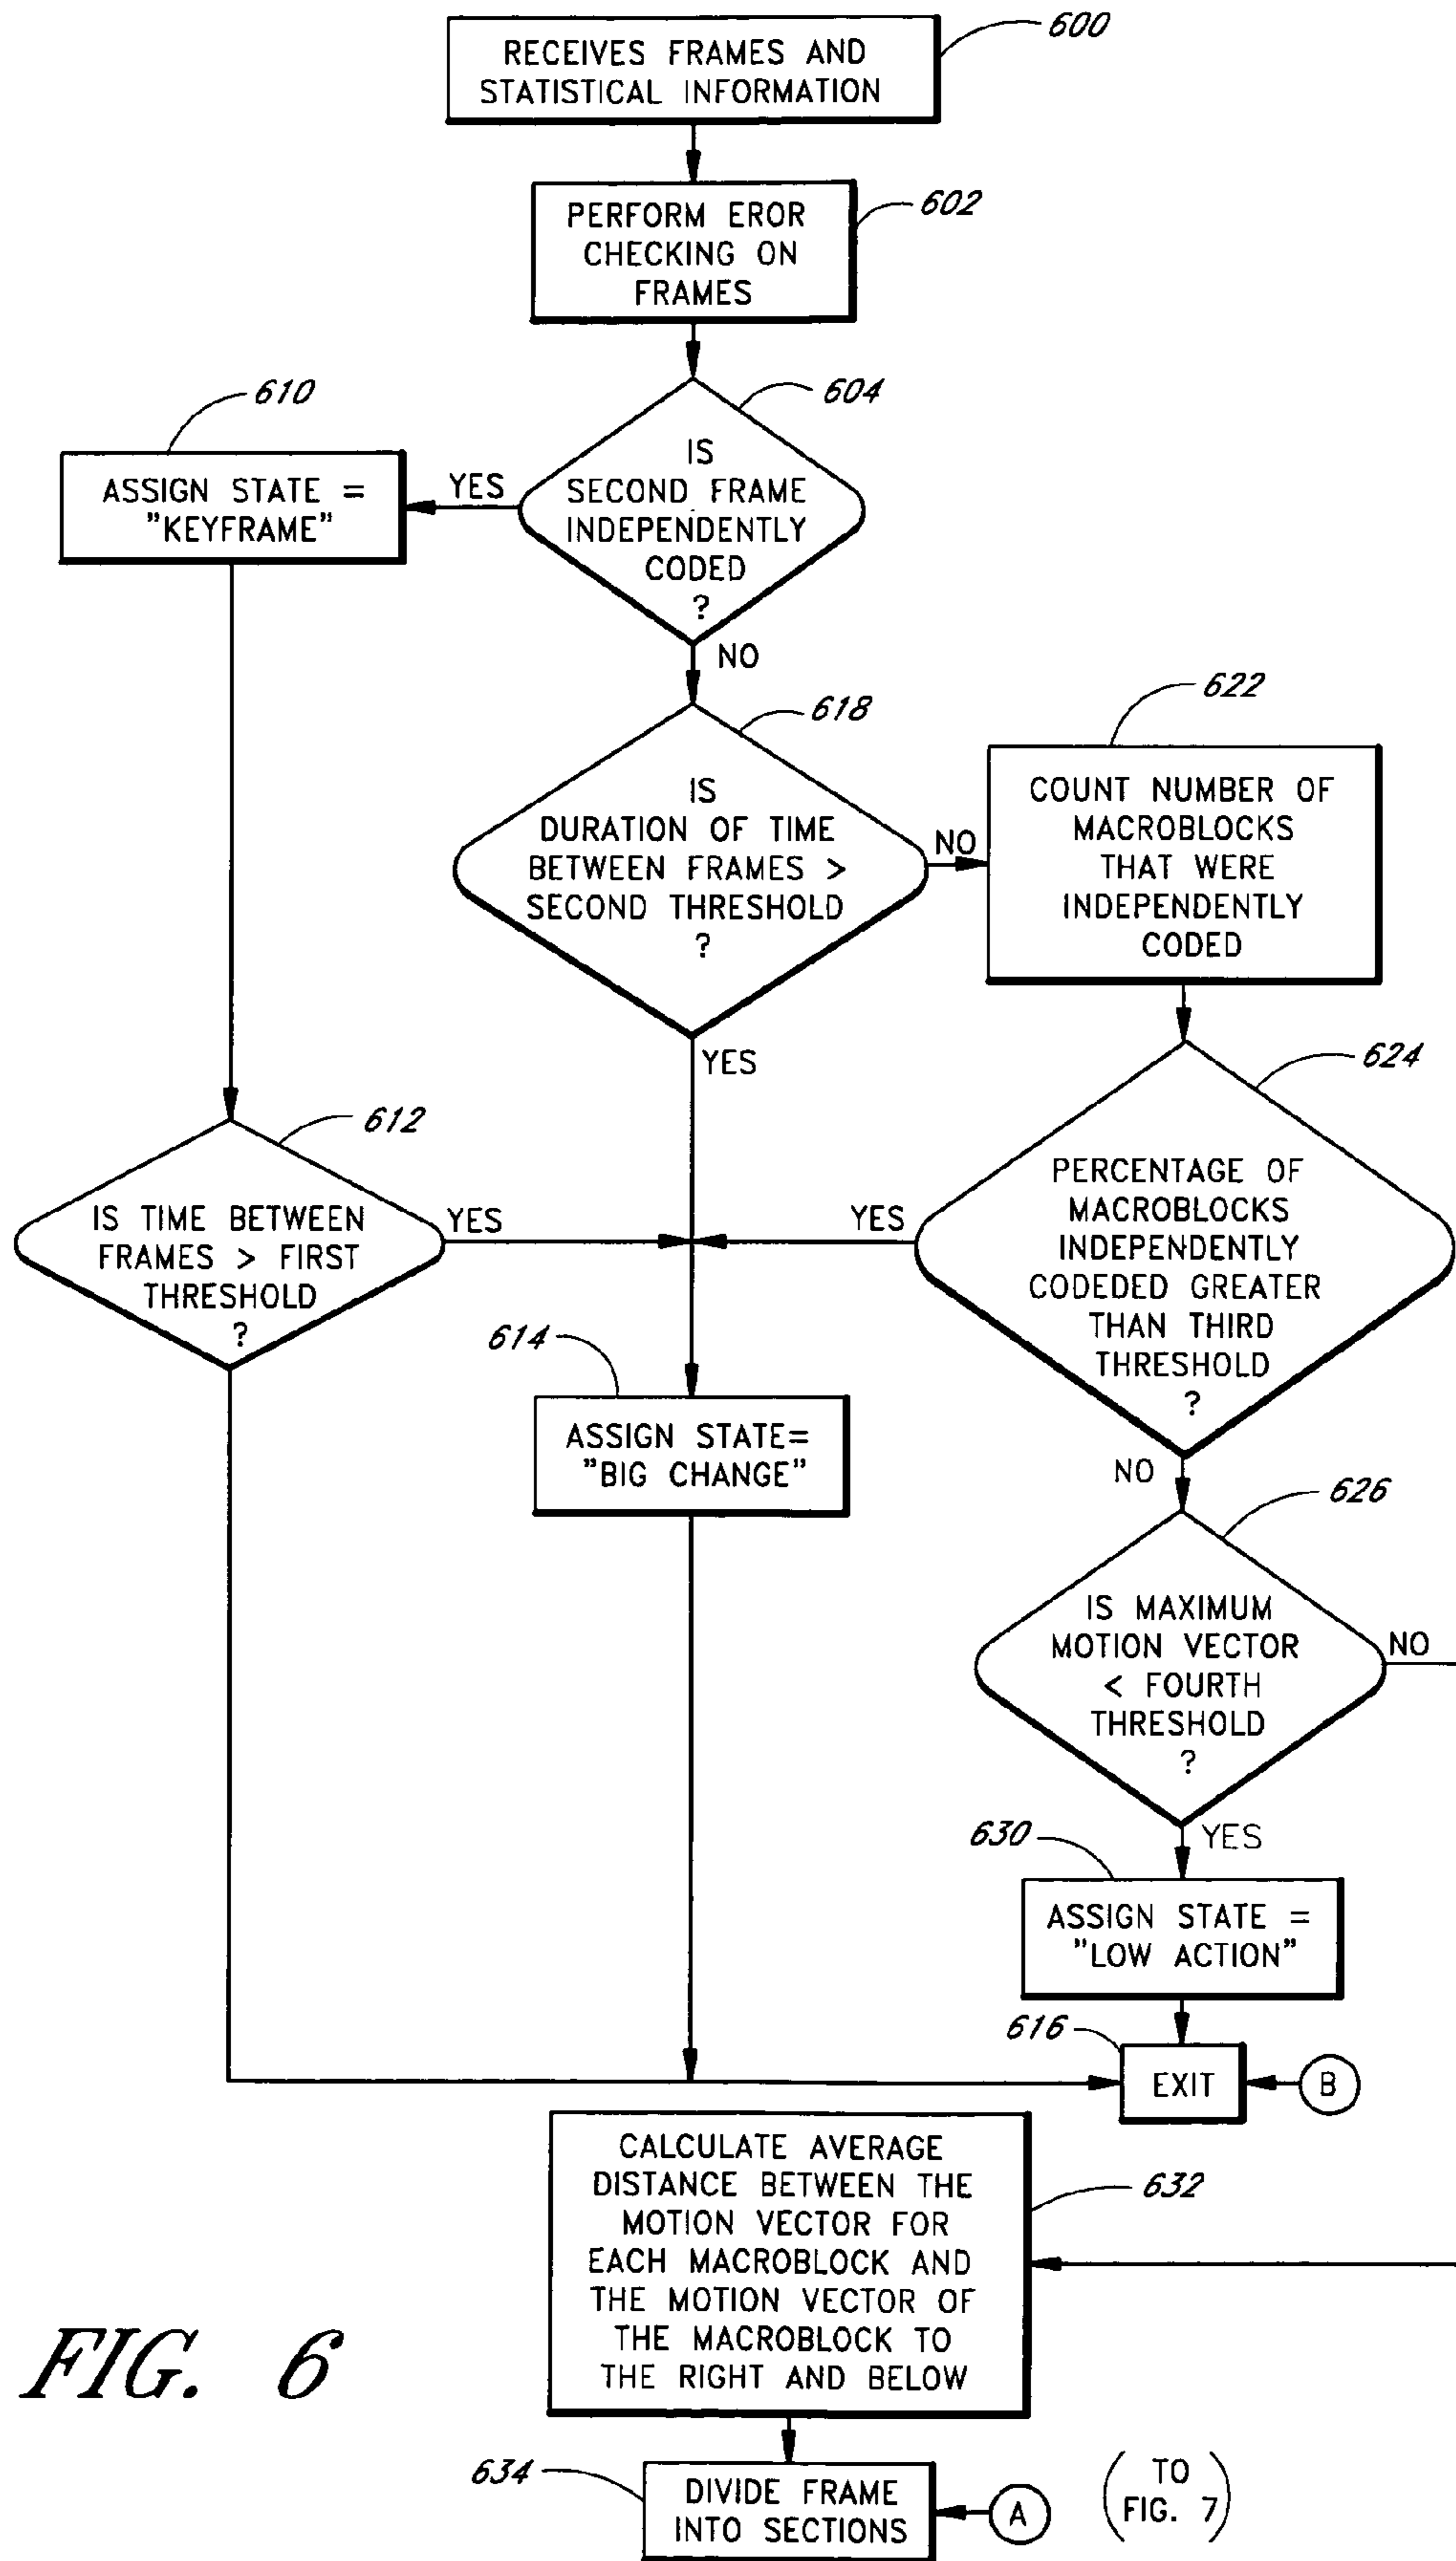 600
RECEIVES FRAMES AND
STATISTICAL INFORMATION
602
PERFORM EROR
CHECKING ON
FRAMES
604
IS
SECOND FRAME
INDEPENDENTLY
CODED
?
YES
NO
610
ASSIGN STATE =
"KEYFRAME"
618
IS
DURATION OF TIME
BETWEEN FRAMES >
SECOND THRESHOLD
?
NO
YES
622
COUNT NUMBER OF
MACROBLOCKS
THAT WERE
INDEPENDENTLY
CODED
612
IS TIME BETWEEN
FRAMES > FIRST
THRESHOLD
?
YES
624
PERCENTAGE OF
MACROBLOCKS
INDEPENDENTLY
CODEDED GREATER
THAN THIRD
THRESHOLD
?
YES
NO
614
ASSIGN STATE=
"BIG CHANGE"
626
IS MAXIMUM
MOTION VECTOR
< FOURTH
THRESHOLD
?
NO
YES
630
ASSIGN STATE =
"LOW ACTION"
616
EXIT
B
632
CALCULATE AVERAGE
DISTANCE BETWEEN THE
MOTION VECTOR FOR
EACH MACROBLOCK AND
THE MOTION VECTOR OF
THE MACROBLOCK TO
THE RIGHT AND BELOW
634
DIVIDE FRAME
INTO SECTIONS
A
(TO
FIG. 7)
FIG. 6